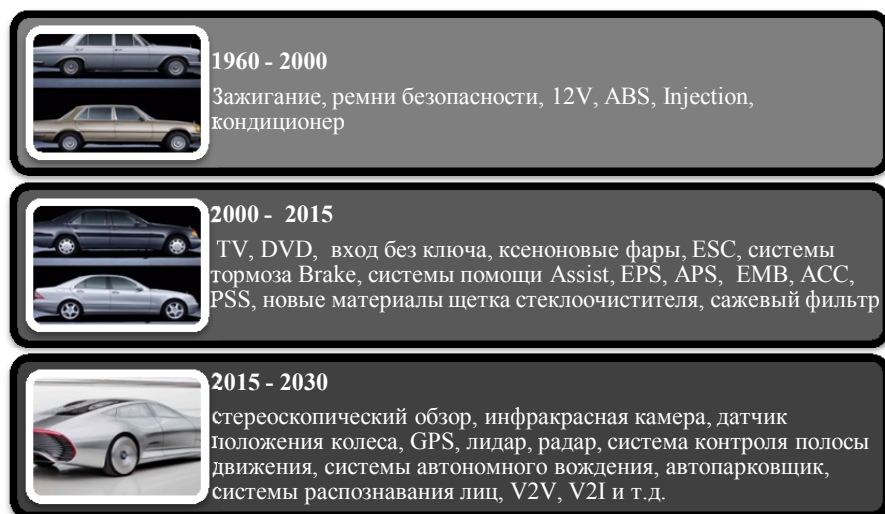 1960 - 2000
Зажигание, ремни безопасности, 12V, ABS, Injection,
кондиционер
2000 - 2015
TV, DVD, вход без ключа, ксеноновые фары, ESC, системы
тормоза Brake, системы помощи Assist, EPS, APS, EMB, ACC,
PSS, новые материалы щетка стеклоочистителя, сажевый фильтр
2015 - 2030
стереоскопический обзор, инфракрасная камера, датчик
положения колеса, GPS, лидар, радар, система контроля полосы
движения, системы автономного вождения, автопарковщик,
системы распознавания лиц, V2V, V2I и т.д.